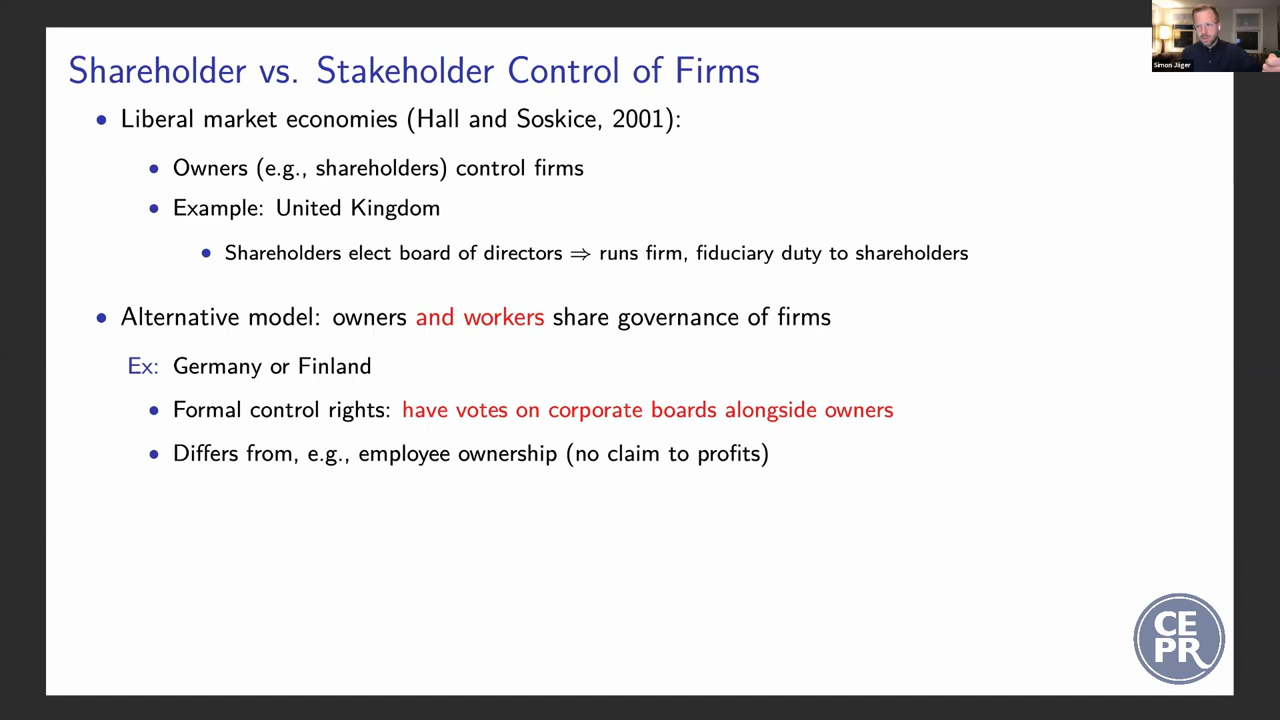 Simon Jäger
Shareholder vs. Stakeholder Control of Firms
• Liberal market economies (Hall and Soskice, 2001):
• Owners (e.g., shareholders) control firms
• Example: United Kingdom
• Shareholders elect board of directors ⇒ runs firm, fiduciary duty to shareholders
• Alternative model: owners and workers share governance of firms
Ex: Germany or Finland
• Formal control rights: have votes on corporate boards alongside owners
• Differs from, e.g., employee ownership (no claim to profits)
CE
PR